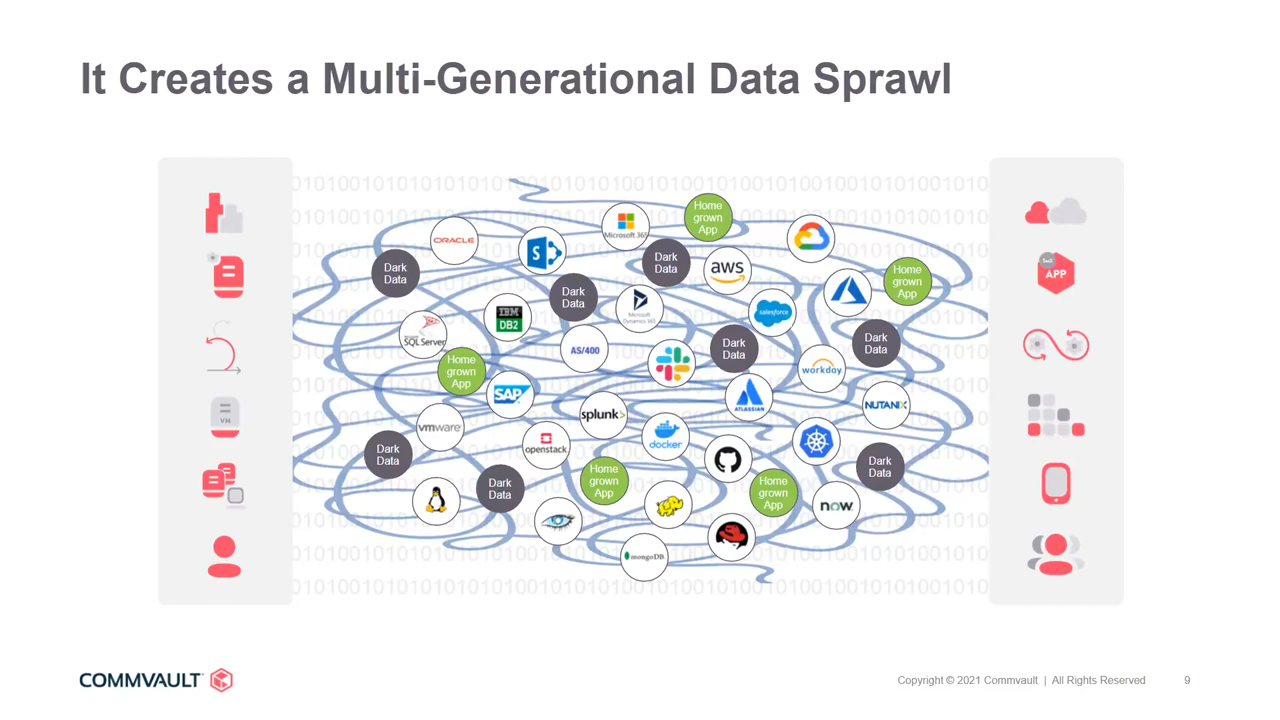 It Creates a Multi-Generational Data Sprawl
Home
grown
App
Microsoft 365
ORACLE
S
Dark
Data
aws
Dark
Data
Home
grown
App
Dark
Data
Microsoft
Dynamics 365
salesforce
SaaS
APP
IBM
DB2
SQL Server
AS/400
Dark
Data
Dark
Data
Home
grown
App
workday
SAP
ATLASSIAN
NUTANIX
VM
splunk>
vmware
docker
openstack
Dark
Data
Dark
Data
Home
grown
App
Dark
Data
Home
grown
App
now
mongoDB
COMMVAULT
Copyright © 2021 Commvault | All Rights Reserved
9